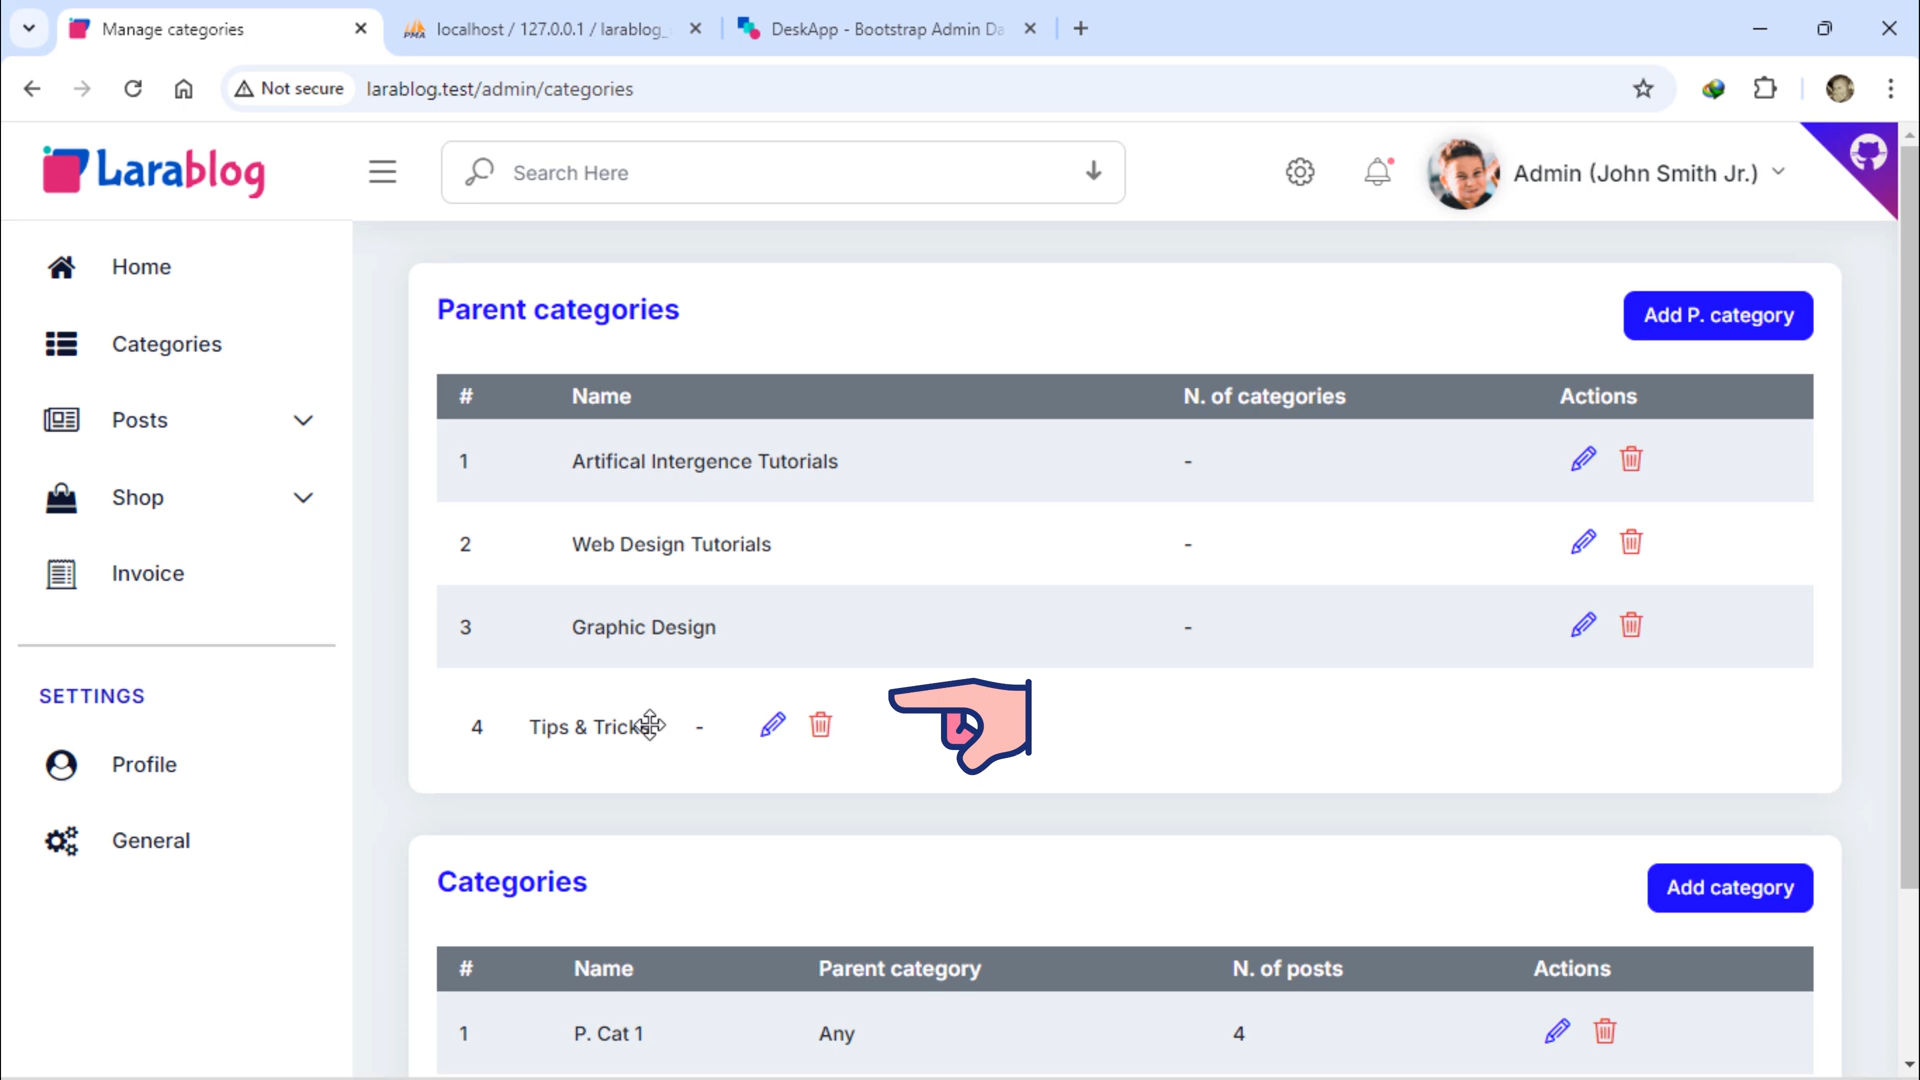 Manage categories
localhost / 127.0.0.1 / larablog_
DeskApp - Bootstrap Admin Da
Not secure
larablog.test/admin/categories
Larablog
Search Here
Admin (John Smith Jr.)
Home
Categories
Posts
Shop
Invoice
SETTINGS
Profile
General
Parent categories
Add P. category
# Name N. of categories Actions
1 Artifical Intergence Tutorials -
2 Web Design Tutorials -
3 Graphic Design -
4 Tips & Tricks -
Categories
Add category
# Name Parent category N. of posts Actions
1 P. Cat 1 Any 4